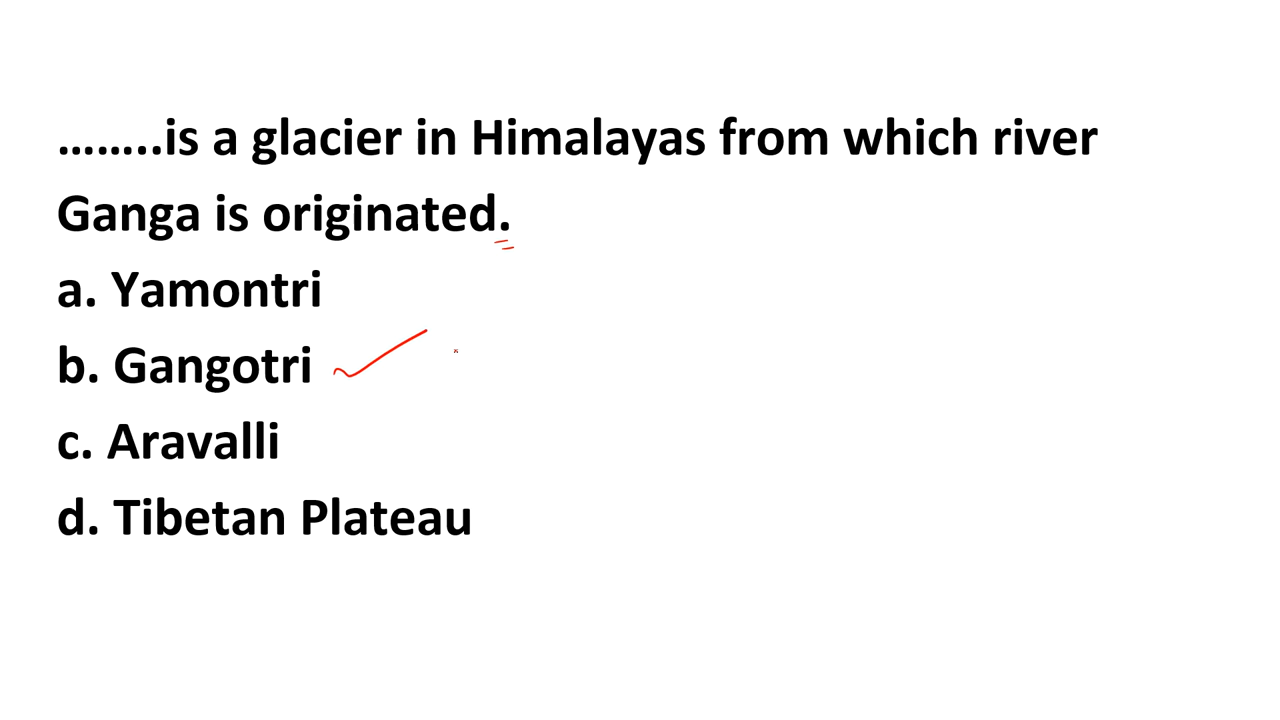 ……..is a glacier in Himalayas from which river
Ganga is originated.
a. Yamontri
b. Gangotri
c. Aravalli
d. Tibetan Plateau